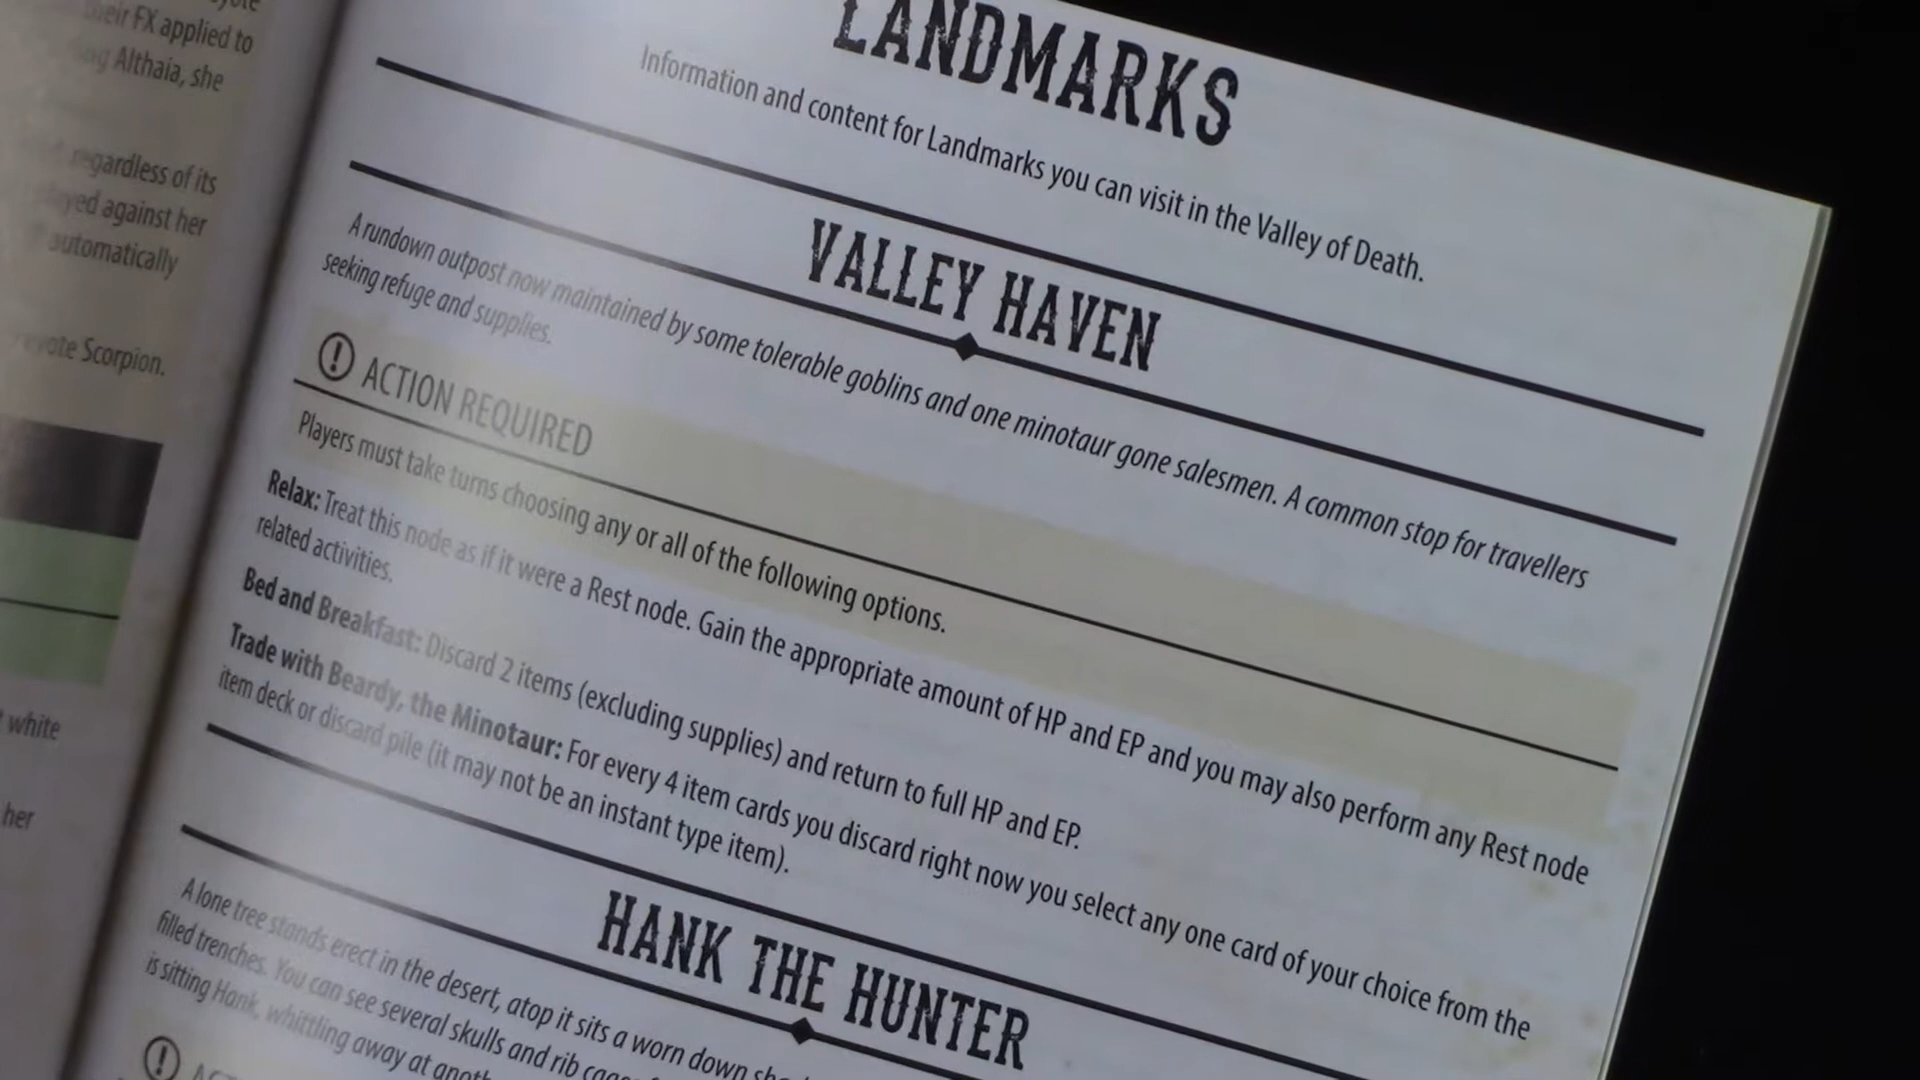 their FX applied to
Althaia, she
regardless of its
against her
automatically
Scorpion.
white
her
LANDMARKS
Information and content for Landmarks you can visit in the Valley of Death.
VALLEY HAVEN
A rundown outpost now maintained by some tolerable goblins and one minotaur gone salesmen. A common stop for travellers
seeking refuge and supplies.
! ACTION REQUIRED
Players must take turns choosing any or all of the following options.
Relax: Treat this node as if it were a Rest node. Gain the appropriate amount of HP and EP and you may also perform any Rest node
related activities.
Bed and Breakfast: Discard 2 items (excluding supplies) and return to full HP and EP.
Trade with Beardy, the Minotaur: For every 4 item cards you discard right now you select any one card of your choice from the
item deck or discard pile (it may not be an instant type item).
HANK THE HUNTER
A lone tree stands erect in the desert, atop it sits a worn down
filled trenches. You can see several skulls and rib
is sitting Hank, whittling away at
!